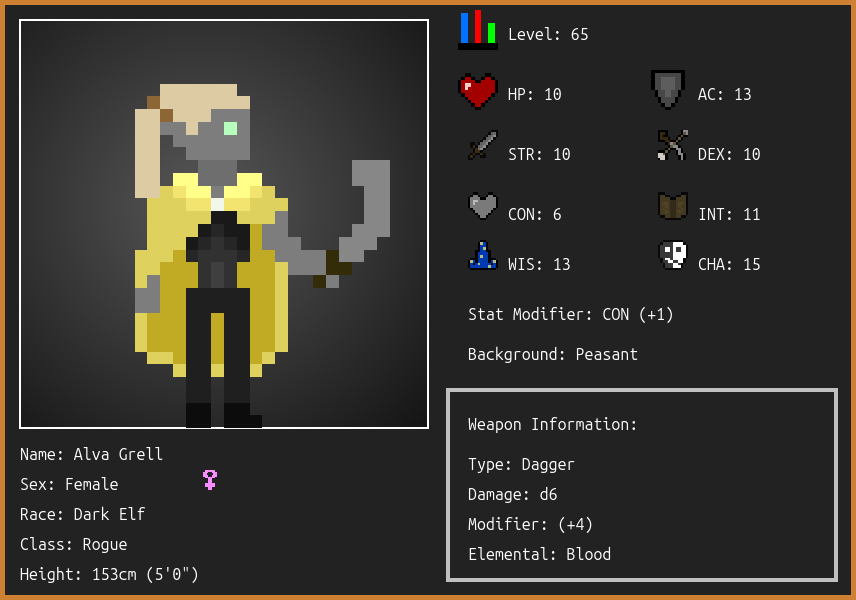 Level: 65
HP: 10
AC: 13
STR: 10
DEX: 10
CON: 6
INT: 11
WIS: 13
CHA: 15
Stat Modifier: CON (+1)
Background: Peasant
Weapon Information:
Type: Dagger
Damage: d6
Modifier: (+4)
Elemental: Blood
Name: Alva Grell
Sex: Female
Race: Dark Elf
Class: Rogue
Height: 153cm (5'0")